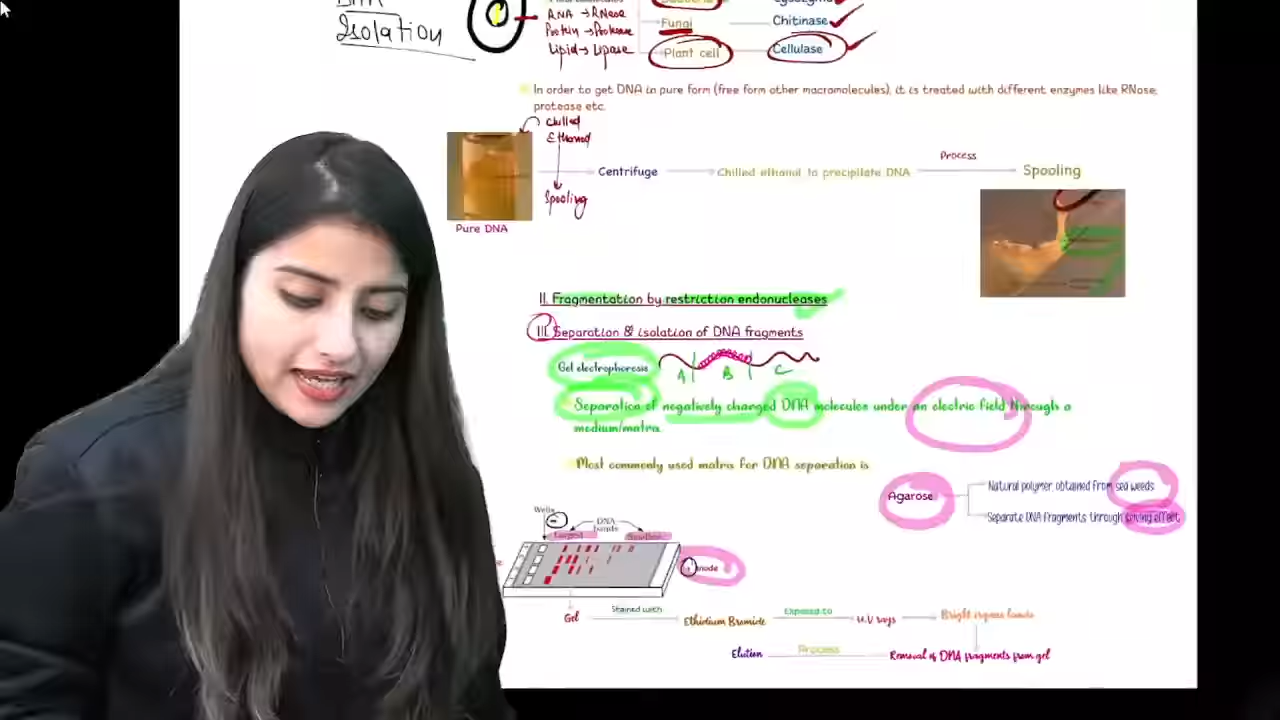 Isolation
RNA → RNase
Protein → Protease
Lipid → Lipase
Fungi
Chitinase
Plant cell
Cellulase
In order to get DNA in pure form (free form other macromolecules), it is treated with different enzymes like RNase,
protease etc.
Chilled
Ethanol
Spooling
Pure DNA
Centrifuge
Chilled ethanol to precipitate DNA
Process
Spooling
II. Fragmentation by restriction endonucleases
III. Separation & isolation of DNA fragments
Gel electrophoresis
A B C
Separation of negatively charged DNA molecules under an electric field through a
medium/matrix
Most commonly used matrix for DNA separation is
Agarose
Natural polymer obtained from sea weeds
Separate DNA fragments through seiving effect
Wells
DNA
bands
Largest
Smallest
Gel
Stained with
Ethidium Bromide
Exposed to
U.V rays
Bright orange bands
Removal of DNA fragments from gel
Process
Elution